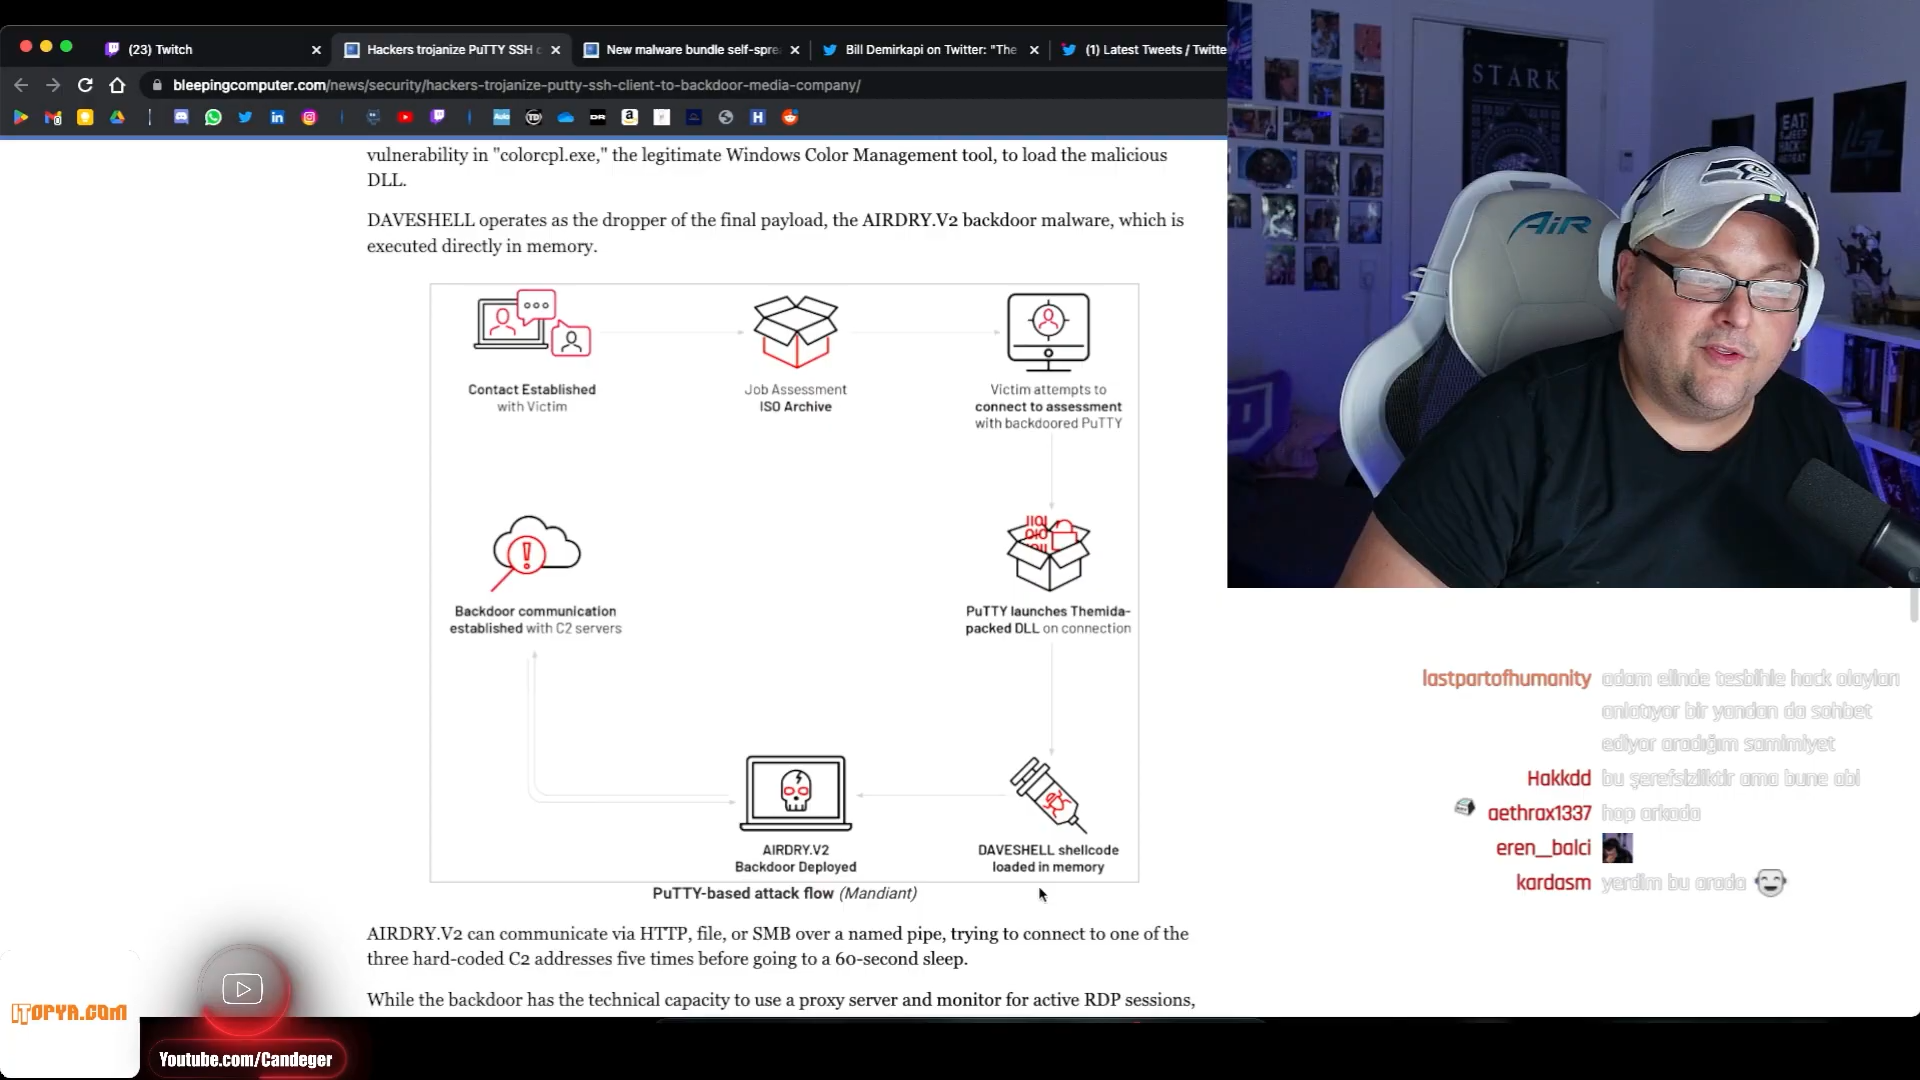 (23) Twitch
Hackers trojanize PuTTY SSH c
New malware bundle self-spre
Bill Demirkapi on Twitter: "The
(1) Latest Tweets / Twitte
bleepingcomputer.com/news/security/hackers-trojanize-putty-ssh-client-to-backdoor-media-company/
vulnerability in "colorcpl.exe," the legitimate Windows Color Management tool, to load the malicious
DLL.
DAVESHELL operates as the dropper of the final payload, the AIRDRY.V2 backdoor malware, which is
executed directly in memory.
Contact Established
with Victim
Job Assessment
ISO Archive
Victim attempts to
connect to assessment
with backdoored PuTTY
Backdoor communication
established with C2 servers
PuTTY launches Themida-
packed DLL on connection
AIRDRY.V2
Backdoor Deployed
DAVESHELL shellcode
loaded in memory
PuTTY-based attack flow (Mandiant)
AIRDRY.V2 can communicate via HTTP, file, or SMB over a named pipe, trying to connect to one of the
three hard-coded C2 addresses five times before going to a 60-second sleep.
While the backdoor has the technical capacity to use a proxy server and monitor for active RDP sessions,
STARK
EAT
SLEEP
HACK
REPEAT
AIR
lastpartofhumanity adam elinde tesbihle hack olayları
anlatıyor bir yandan da sohbet
ediyor aradığım samimiyet
Hakkdd bu şerefsizliktir ama bune abi
aethrax1337 hop arkada
eren__balci
kardasm yerdim bu arada
ITOPYA.COM
Youtube.com/Candeger